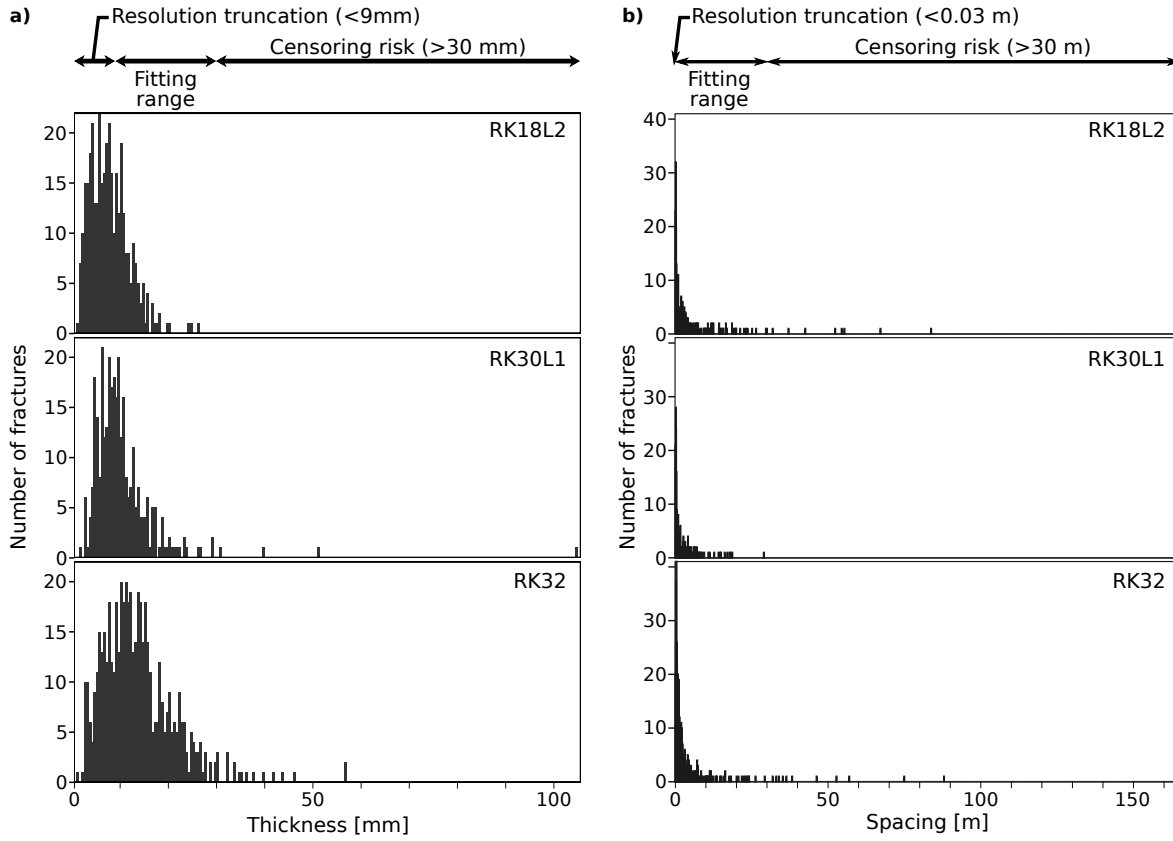 a)
Resolution truncation (<9mm)
Censoring risk (>30 mm)
Fitting
range
RK18L2
20
15
10
5
0
RK30L1
20
15
10
5
0
RK32
20
15
10
5
0
Number of fractures
0 50 100
Thickness [mm]
b)
Resolution truncation (<0.03 m)
Censoring risk (>30 m)
Fitting
range
RK18L2
40
30
20
10
0
RK30L1
30
20
10
0
RK32
30
20
10
0
Number of fractures
0 50 100 150
Spacing [m]